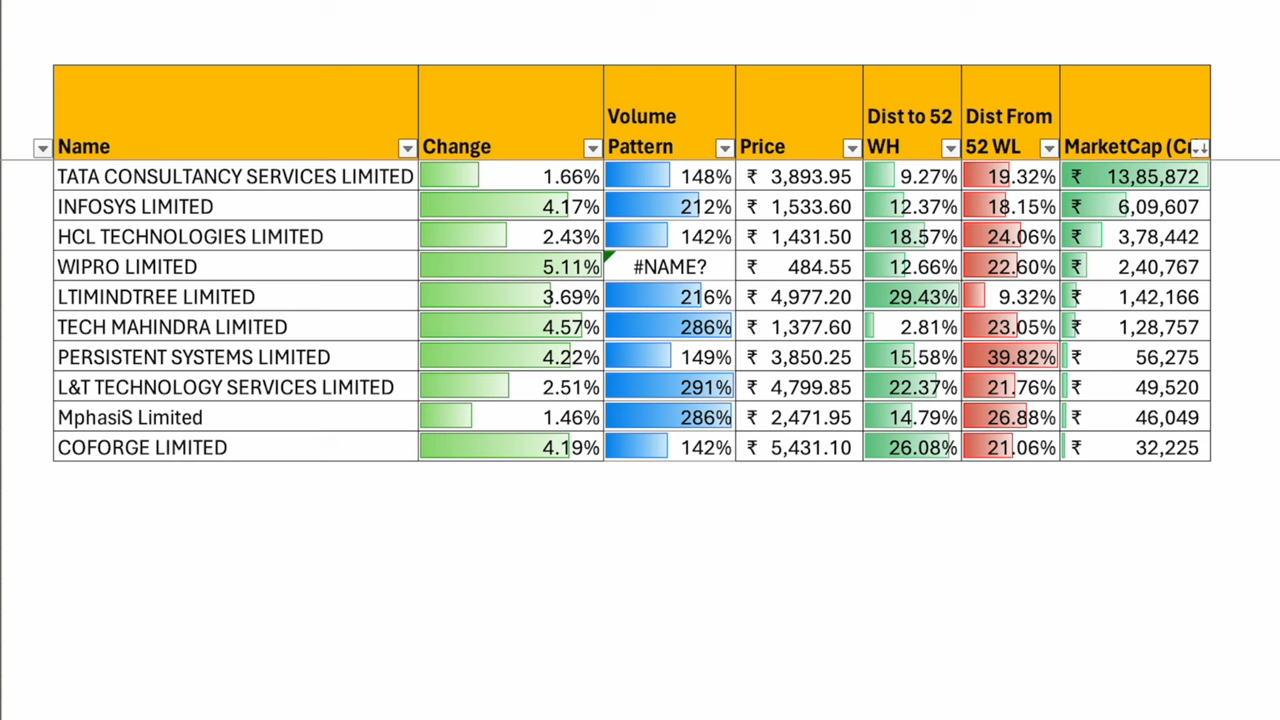 Name Change Volume Pattern Price Dist to 52 WH Dist From 52 WL MarketCap (Cr
TATA CONSULTANCY SERVICES LIMITED 1.66% 148% ₹ 3,893.95 9.27% 19.32% ₹ 13,85,872
INFOSYS LIMITED 4.17% 212% ₹ 1,533.60 12.37% 18.15% ₹ 6,09,607
HCL TECHNOLOGIES LIMITED 2.43% 142% ₹ 1,431.50 18.57% 24.06% ₹ 3,78,442
WIPRO LIMITED 5.11% #NAME? ₹ 484.55 12.66% 22.60% ₹ 2,40,767
LTIMINDTREE LIMITED 3.69% 216% ₹ 4,977.20 29.43% 9.32% ₹ 1,42,166
TECH MAHINDRA LIMITED 4.57% 286% ₹ 1,377.60 2.81% 23.05% ₹ 1,28,757
PERSISTENT SYSTEMS LIMITED 4.22% 149% ₹ 3,850.25 15.58% 39.82% ₹ 56,275
L&T TECHNOLOGY SERVICES LIMITED 2.51% 291% ₹ 4,799.85 22.37% 21.76% ₹ 49,520
MphasiS Limited 1.46% 286% ₹ 2,471.95 14.79% 26.88% ₹ 46,049
COFORGE LIMITED 4.19% 142% ₹ 5,431.10 26.08% 21.06% ₹ 32,225